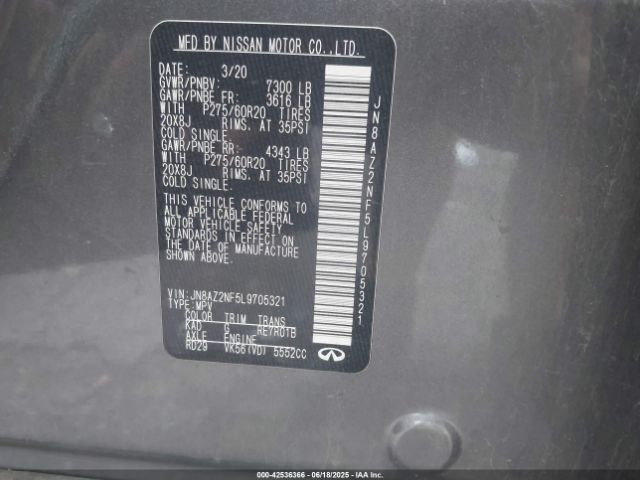 MFD BY NISSAN MOTOR CO.,LTD.
DATE: 3/20
GVWR/PNBV: 7300 LB
GAWR/PNBE FR: 3616 LB
WITH P275/60R20 TIRES
20X8J RIMS. AT 35PSI
COLD SINGLE.
GAWR/PNBE RR: 4343 LB
WITH P275/60R20 TIRES
20X8J RIMS. AT 35PSI
COLD SINGLE.
THIS VEHICLE CONFORMS TO
ALL APPLICABLE FEDERAL
MOTOR VEHICLE SAFETY
STANDARDS IN EFFECT ON
THE DATE OF MANUFACTURE
SHOWN ABOVE.
VIN: JN8AZ2NF5L9705321
TYPE: MPV
COLOR TRIM TRANS
KAD G RE7R01B
AXLE ENGINE
RD29 VK56(VD) 5552CC
JN8AZ2NF5L9705321
INFINITI
000-42536366 - 06/18/2025 - IAA Inc.